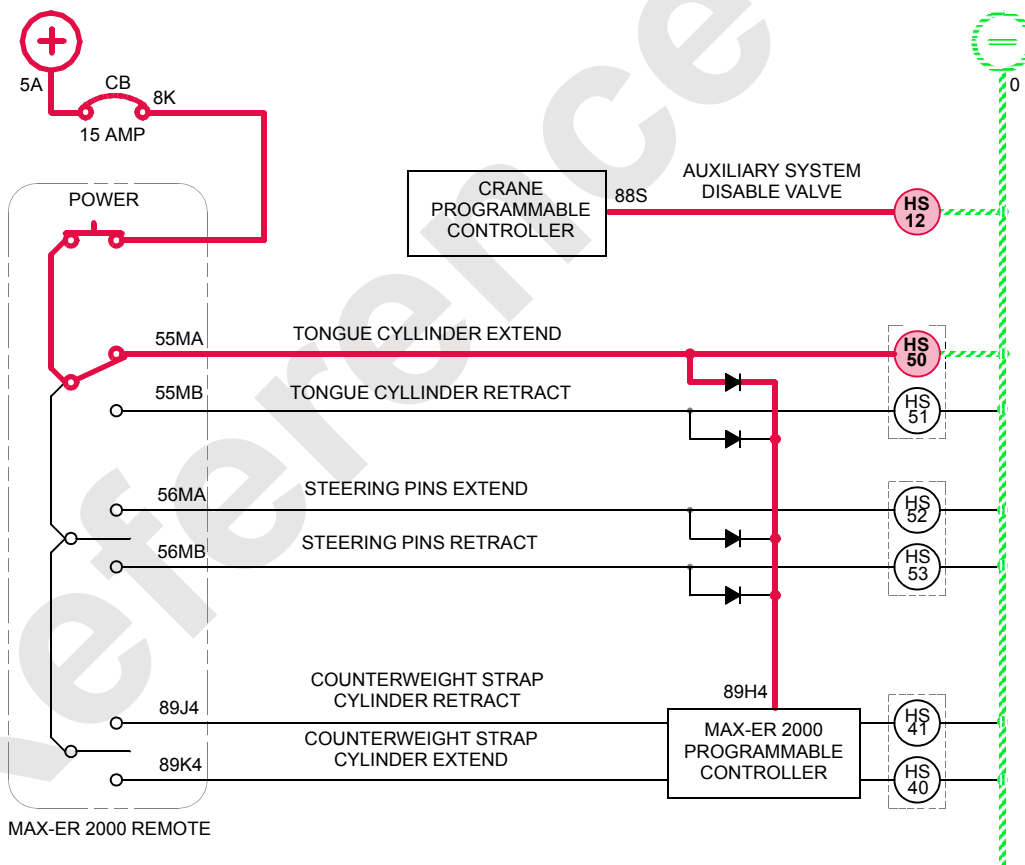 5A
CB
8K
15 AMP
0
POWER
CRANE
PROGRAMMABLE
CONTROLLER
88S
AUXILIARY SYSTEM
DISABLE VALVE
HS
12
55MA
TONGUE CYLLINDER EXTEND
HS
50
55MB
TONGUE CYLLINDER RETRACT
HS
51
56MA
STEERING PINS EXTEND
HS
52
56MB
STEERING PINS RETRACT
HS
53
89J4
COUNTERWEIGHT STRAP
CYLINDER RETRACT
89H4
HS
41
MAX-ER 2000
PROGRAMMABLE
CONTROLLER
89K4
COUNTERWEIGHT STRAP
CYLINDER EXTEND
HS
40
MAX-ER 2000 REMOTE
eference